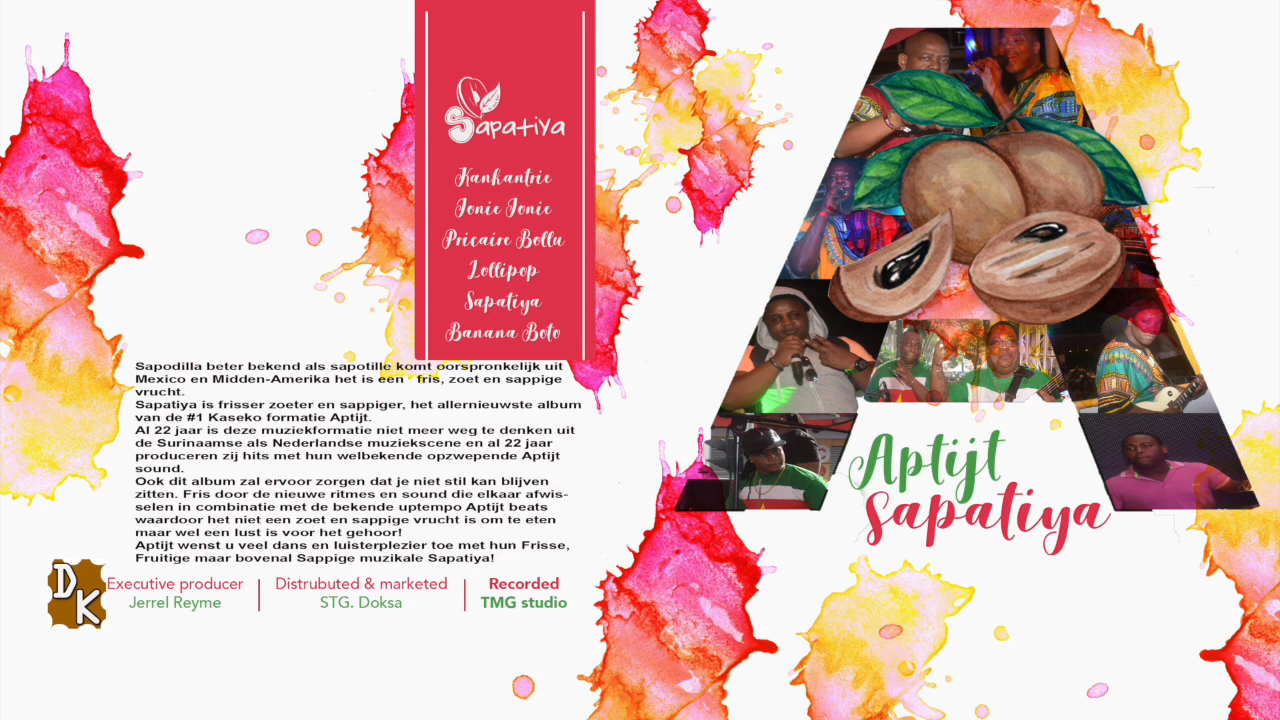 Sapatiya
Kankantrie
Jonie Jonie
Pricaire Bollu
Lollipop
Sapatiya
Banana Boto
Sapodilla beter bekend als sapotille komt oorspronkelijk uit
Mexico en Midden-Amerika het is een fris, zoet en sappige
vrucht.
Sapatiya is frisser zoeter en sappiger, het allernieuwste album
van de #1 Kaseko formatie Aptijt.
Al 22 jaar is deze muziekformatie niet meer weg te denken uit
de Surinaamse als Nederlandse muziekscene en al 22 jaar
produceren zij hits met hun welbekende opzwepende Aptijt
sound.
Ook dit album zal ervoor zorgen dat je niet stil kan blijven
zitten. Fris door de nieuwe ritmes en sound die elkaar afwis-
selen in combinatie met de bekende uptempo Aptijt beats
waardoor het niet een zoet en sappige vrucht is om te eten
maar wel een lust is voor het gehoor!
Aptijt wenst u veel dans en luisterplezier toe met hun Frisse,
Fruitige maar bovenal Sappige muzikale Sapatiya!
DK
Executive producer
Jerrel Reyme
Distrubuted & marketed
STG. Doksa
Recorded
TMG studio
Aptijt
Sapatiya